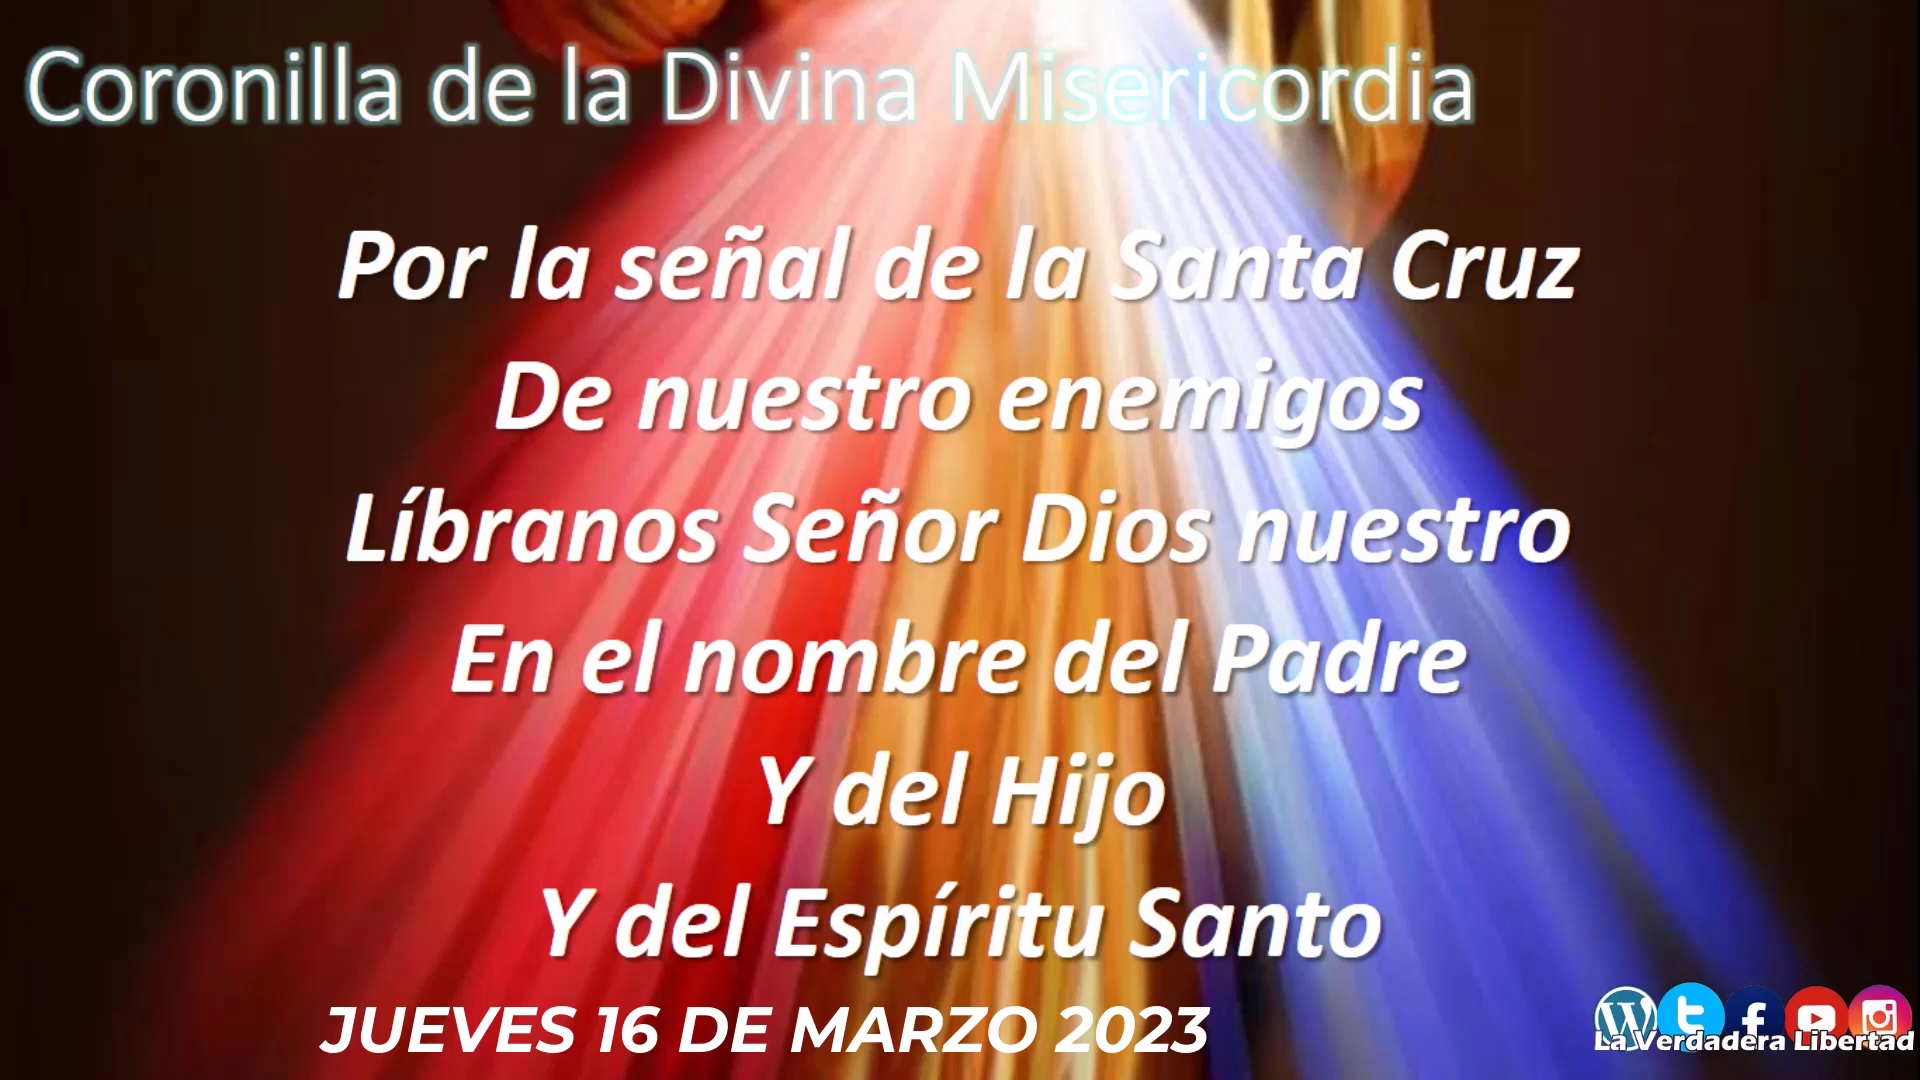 Coronilla de la Divina Misericordia
Por la señal de la Santa Cruz
De nuestro enemigos
Líbranos Señor Dios nuestro
En el nombre del Padre
Y del Hijo
Y del Espíritu Santo
JUEVES 16 DE MARZO 2023
La Verdadera Libertad